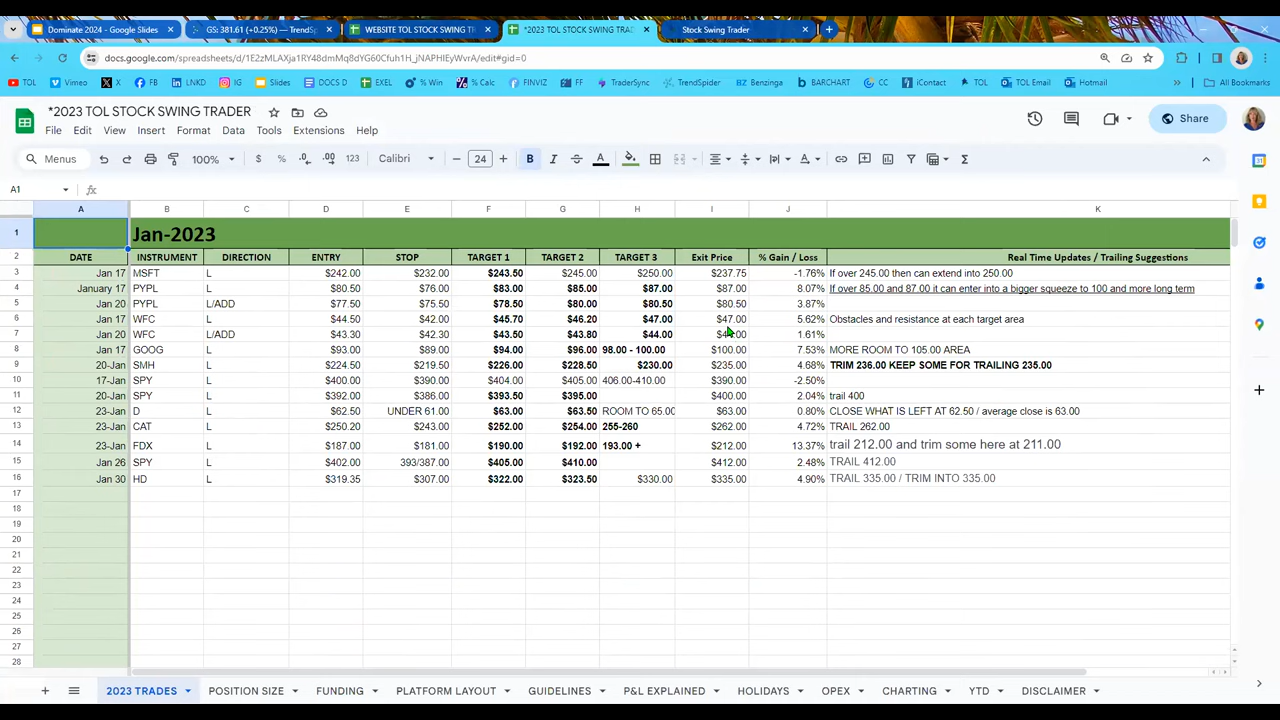 Dominate 2024 - Google Slides
GS: 381.61 (+0.25%) — TrendSp
WEBSITE TOL STOCK SWING TR
*2023 TOL STOCK SWING TRAD
Stock Swing Trader
docs.google.com/spreadsheets/d/1E2zMLAXja1RY48dmMq8dYG60Cfuh1H_jNAPHIEyWvrA/edit#gid=0
TOL Vimeo X FB LNKD IG DOCS D EXEL % Win % Calc FINVIZ FF TraderSync TrendSpider Benzinga BARCHART CC iContact TOL TOL Email Hotmail All Bookmarks
*2023 TOL STOCK SWING TRADER
File Edit View Insert Format Data Tools Extensions Help
Share
Menus 100% $ % .0 .00 123 Calibri 24 B I A
A1 fx
A B C D E F G H I J K
1 Jan-2023
2 DATE INSTRUMENT DIRECTION ENTRY STOP TARGET 1 TARGET 2 TARGET 3 Exit Price % Gain / Loss Real Time Updates / Trailing Suggestions
3 Jan 17 MSFT L $242.00 $232.00 $243.50 $245.00 $250.00 $237.75 -1.76% If over 245.00 then can extend into 250.00
4 January 17 PYPL L $80.50 $76.00 $83.00 $85.00 $87.00 $87.00 8.07% If over 85.00 and 87.00 it can enter into a bigger squeeze to 100 and more long term
5 Jan 20 PYPL L/ADD $77.50 $75.50 $78.50 $80.00 $80.50 $80.50 3.87%
6 Jan 17 WFC L $44.50 $42.00 $45.70 $46.20 $47.00 $47.00 5.62% Obstacles and resistance at each target area
7 Jan 20 WFC L/ADD $43.30 $42.30 $43.50 $43.80 $44.00 1.61%
8 Jan 17 GOOG L $93.00 $89.00 $94.00 $96.00 98.00 - 100.00 $100.00 7.53% MORE ROOM TO 105.00 AREA
9 20-Jan SMH L $224.50 $219.50 $226.00 $228.50 $230.00 $235.00 4.68% TRIM 236.00 KEEP SOME FOR TRAILING 235.00
10 17-Jan SPY L $400.00 $390.00 $404.00 $405.00 406.00-410.00 $390.00 -2.50%
11 20-Jan SPY L $392.00 $386.00 $393.50 $395.00 $400.00 2.04% trail 400
12 23-Jan D L $62.50 UNDER 61.00 $63.00 $63.50 ROOM TO 65.00 $63.00 0.80% CLOSE WHAT IS LEFT AT 62.50 / average close is 63.00
13 23-Jan CAT L $250.20 $243.00 $252.00 $254.00 255-260 $262.00 4.72% TRAIL 262.00
14 23-Jan FDX L $187.00 $181.00 $190.00 $192.00 193.00 + $212.00 13.37% trail 212.00 and trim some here at 211.00
15 Jan 26 SPY L $402.00 393/387.00 $405.00 $410.00 $412.00 2.48% TRAIL 412.00
16 Jan 30 HD L $319.35 $307.00 $322.00 $323.50 $330.00 $335.00 4.90% TRAIL 335.00 / TRIM INTO 335.00
17
18
19
20
21
22
23
24
25
26
27
28
2023 TRADES POSITION SIZE FUNDING PLATFORM LAYOUT GUIDELINES P&L EXPLAINED HOLIDAYS OPEX CHARTING YTD DISCLAIMER